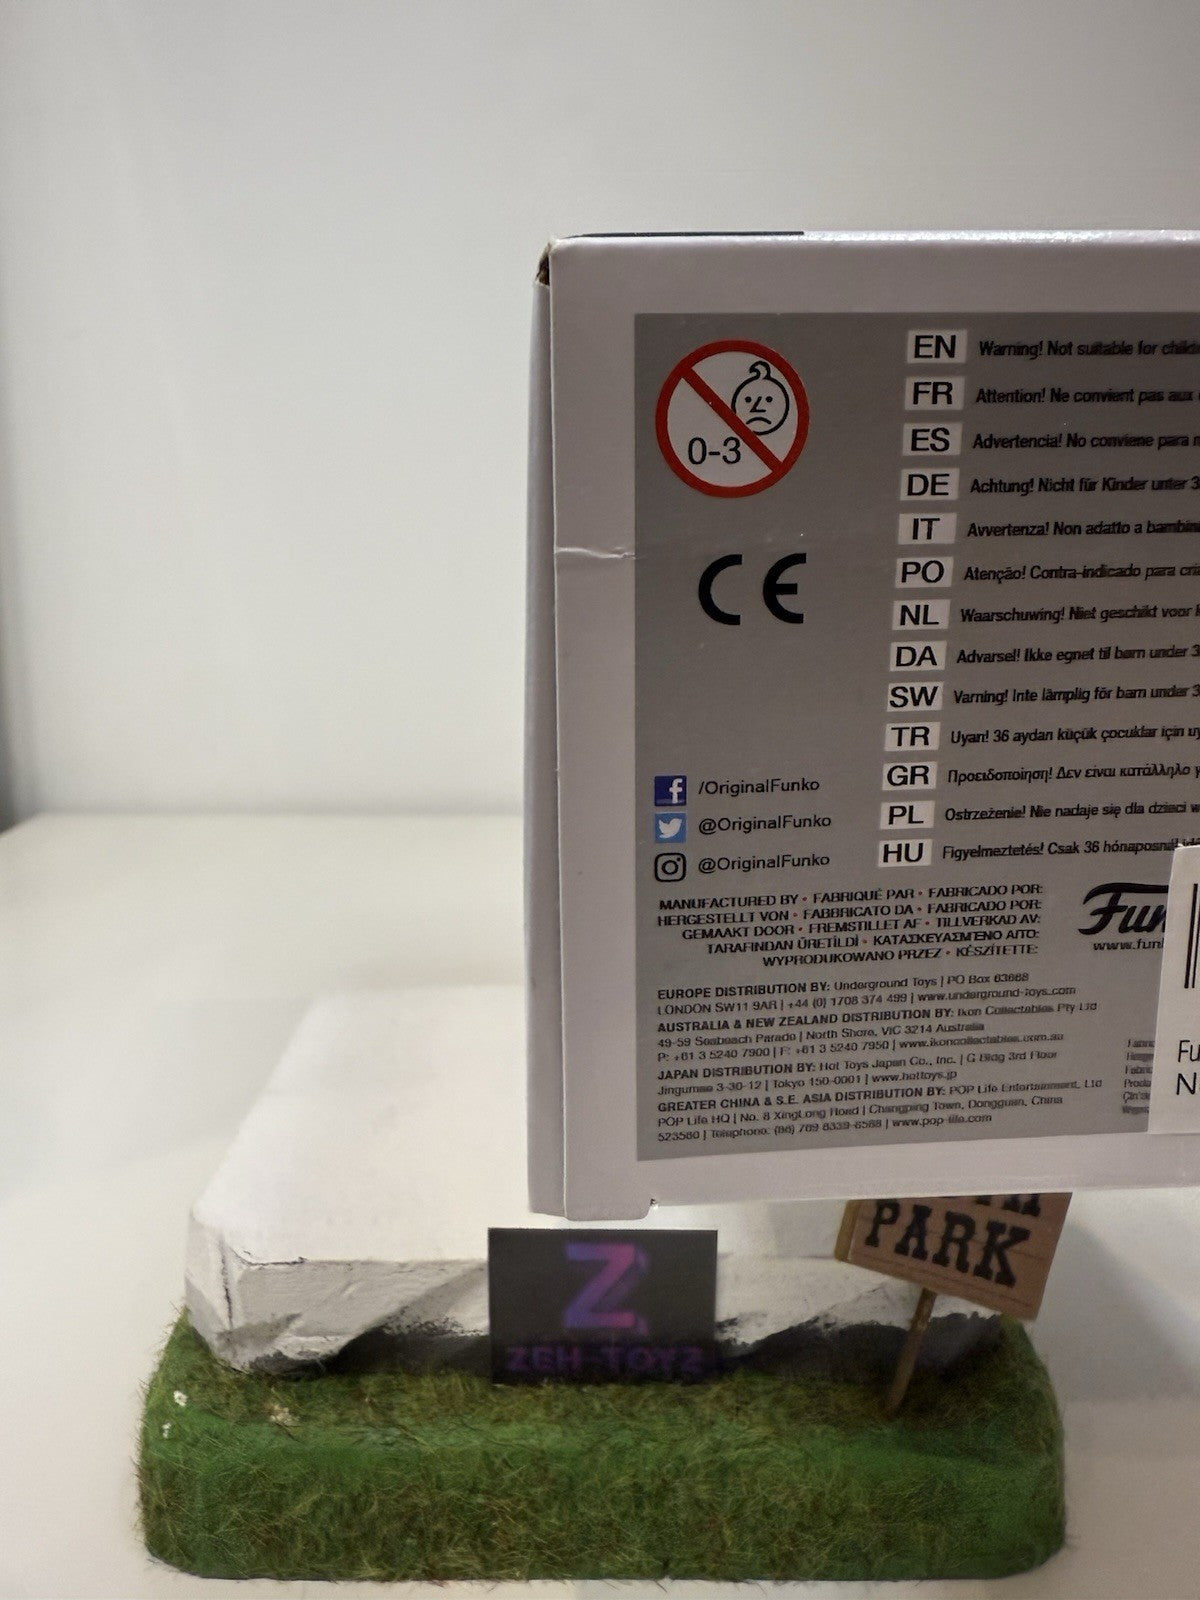 0-3
CE
EN Warning! Not suitable for
FR Attention! Ne convient pas aux
ES Advertencia! No conviene para
DE Achtung! Nicht für Kinder unter 3
IT Avvertenza! Non adatto a
PO Atenção! Contra-indicado para
NL Waarschuwing! Niet geschikt voor
DA Advarsel! Ikke egnet til børn under 3
SW Varning! Inte lämplig för barn under 3
TR Uyarı! 36 aydan küçük çocuklar için
GR Προειδοποίηση! Δεν είναι κατάλληλο
PL Ostrzeżenie! Nie nadaje się dla dzieci
HU Figyelmeztetés! Csak 36 hónaposnál
/OriginalFunko
@OriginalFunko
@OriginalFunko
MANUFACTURED BY • FABRIQUÉ PAR • FABRICADO POR:
HERGESTELLT VON • FABBRICATO DA • FABRICADO POR:
GEMAAKT DOOR • FREMSTILLET AF • TILLVERKAD AV:
TARAFINDAN ÜRETİLDİ • ΚΑΤΑΣΚΕΥΑΣΜΈΝΟ ΑΠΌ:
WYPRODUKOWANO PRZEZ • KÉSZÍTETTE:
EUROPE DISTRIBUTION BY: Underground Toys | PO Box 63668
LONDON SW11 9AR | +44 (0) 1708 374 499 | www.underground-toys.com
AUSTRALIA & NEW ZEALAND DISTRIBUTION BY: Ikon Collectables Pty Ltd
49-59 Seabeach Parade | North Shore, VIC 3214 Australia
P: +61 3 5240 7900 | F: +61 3 5240 7950 | www.ikoncollectables.com.au
JAPAN DISTRIBUTION BY: Hot Toys Japan Co., Inc. | G Bldg 3rd Floor
Jingumae 3-30-12 | Tokyo 150-0001 | www.hottoys.jp
GREATER CHINA & S.E. ASIA DISTRIBUTION BY: POP Life Entertainment, Ltd
POP Life HQ | No. 8 XingLong Road | Changping Town, Dongguan, China
523560 | Telephone: (86) 769 8339-6588 | www.pop-life.com
PARK
Z
ZEH TOYZ